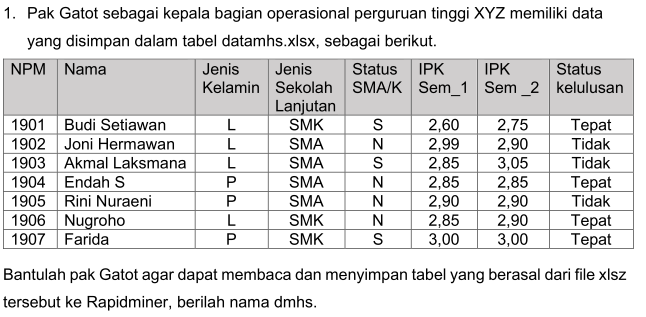 1. Pak Gatot sebagai kepala bagian operasional perguruan tinggi XYZ memiliki data
yang disimpan dalam tabel datamhs.xlsx, sebagai berikut.
NPM Nama Jenis Kelamin Jenis Sekolah Lanjutan Status SMA/K IPK Sem_1 IPK Sem _2 Status kelulusan
1901 Budi Setiawan L SMK S 2,60 2,75 Tepat
1902 Joni Hermawan L SMA N 2,99 2,90 Tidak
1903 Akmal Laksmana L SMA S 2,85 3,05 Tidak
1904 Endah S P SMA N 2,85 2,85 Tepat
1905 Rini Nuraeni P SMA N 2,90 2,90 Tidak
1906 Nugroho L SMK N 2,85 2,90 Tepat
1907 Farida P SMK S 3,00 3,00 Tepat
Bantulah pak Gatot agar dapat membaca dan menyimpan tabel yang berasal dari file xlsz
tersebut ke Rapidminer, berilah nama dmhs.